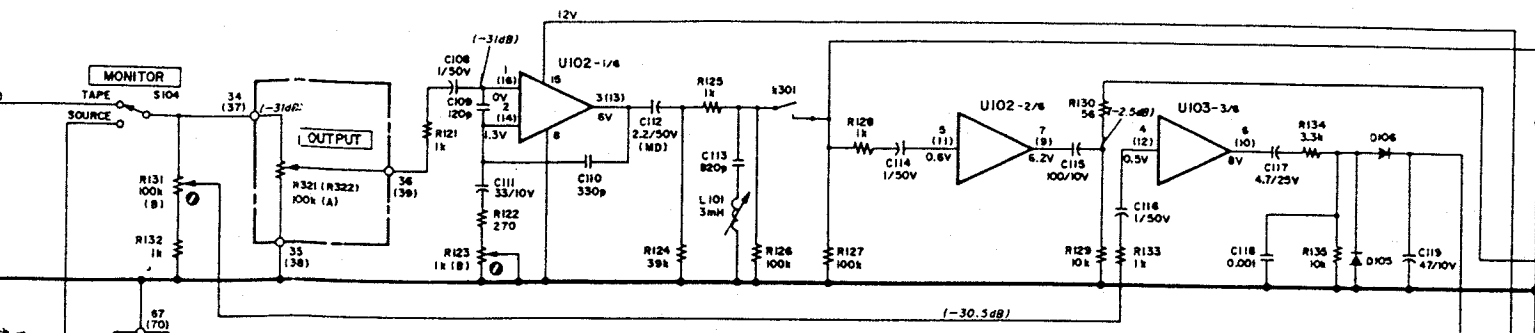 12V
(-31dB)
MONITOR
TAPE
S104
SOURCE
34
(37)
(-31dB)
OUTPUT
R131
100k
(B)
R132
1k
R321 (R322)
100k (A)
35
(38)
36
(39)
67
(70)
C108
1/50V
R121
1k
1
(16)
0V
C109
120p
2
(14)
1.3V
15
U102-1/6
3(13)
6V
8
C110
330p
C111
33/10V
R122
270
R123
1k (B)
C112
2.2/50V
(MD)
R124
39k
R125
1k
C113
820p
L101
3mH
R126
100k
k301
R127
100k
R128
1k
C114
1/50V
5
(11)
0.6V
U102-2/6
7
(9)
6.2V
C115
100/10V
R130
56
(-2.5dB)
R129
10k
4
(12)
0.5V
U103-3/6
6
(10)
8V
C116
1/50V
R133
1k
C117
4.7/25V
R134
3.3k
D106
C118
0.001
R135
10k
D105
C119
47/10V
(-30.5dB)